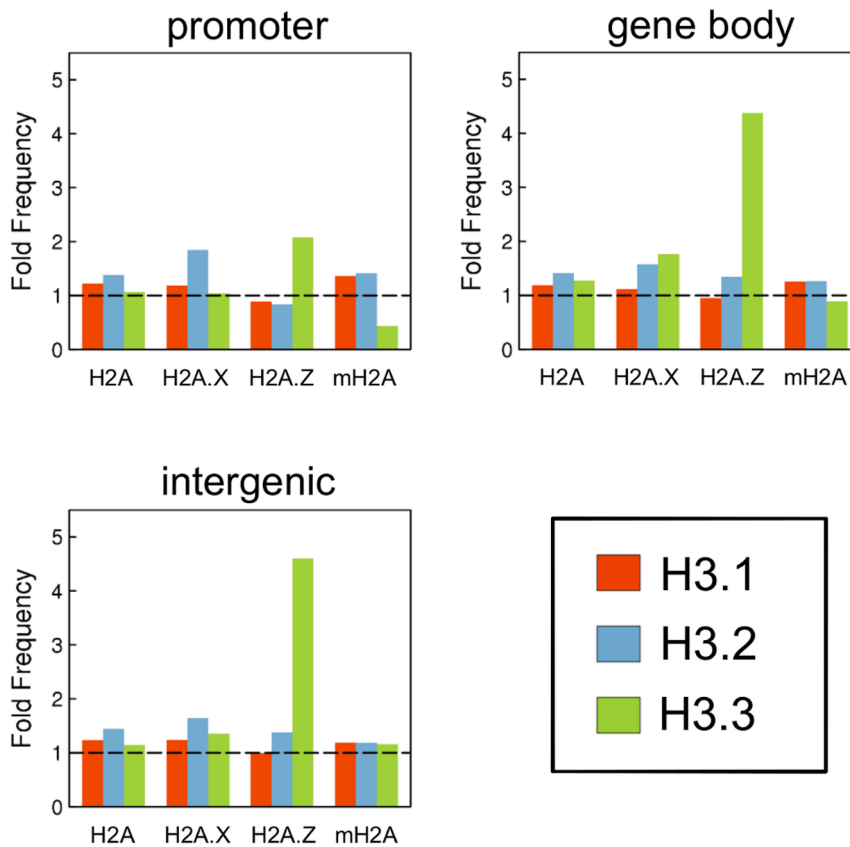 promoter
Fold Frequency
5
4
3
2
1
0
H2A H2A.X H2A.Z mH2A
gene body
Fold Frequency
5
4
3
2
1
0
H2A H2A.X H2A.Z mH2A
intergenic
Fold Frequency
5
4
3
2
1
0
H2A H2A.X H2A.Z mH2A
H3.1
H3.2
H3.3